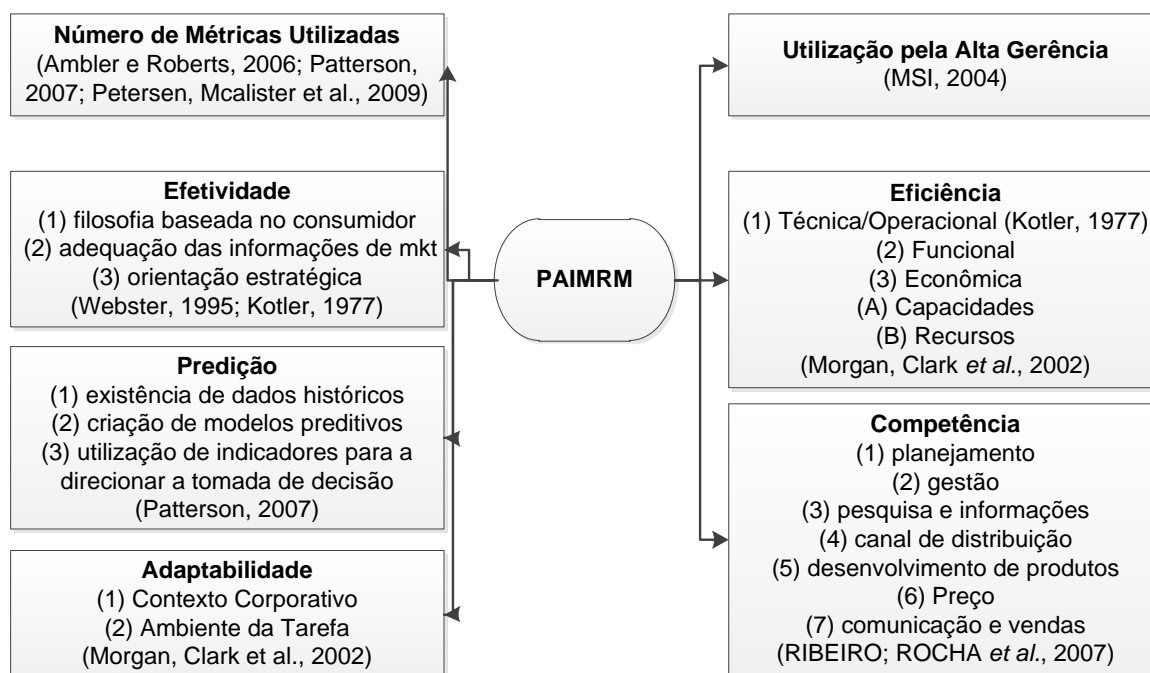 Número de Métricas Utilizadas
(Ambler e Roberts, 2006; Patterson,
2007; Petersen, Mcalister et al., 2009)
Efetividade
(1) filosofia baseada no consumidor
(2) adequação das informações de mkt
(3) orientação estratégica
(Webster, 1995; Kotler, 1977)
Predição
(1) existência de dados históricos
(2) criação de modelos preditivos
(3) utilização de indicadores para a
direcionar a tomada de decisão
(Patterson, 2007)
Adaptabilidade
(1) Contexto Corporativo
(2) Ambiente da Tarefa
(Morgan, Clark et al., 2002)
PAIMRM
Utilização pela Alta Gerência
(MSI, 2004)
Eficiência
(1) Técnica/Operacional (Kotler, 1977)
(2) Funcional
(3) Econômica
(A) Capacidades
(B) Recursos
(Morgan, Clark et al., 2002)
Competência
(1) planejamento
(2) gestão
(3) pesquisa e informações
(4) canal de distribuição
(5) desenvolvimento de produtos
(6) Preço
(7) comunicação e vendas
(RIBEIRO; ROCHA et al., 2007)